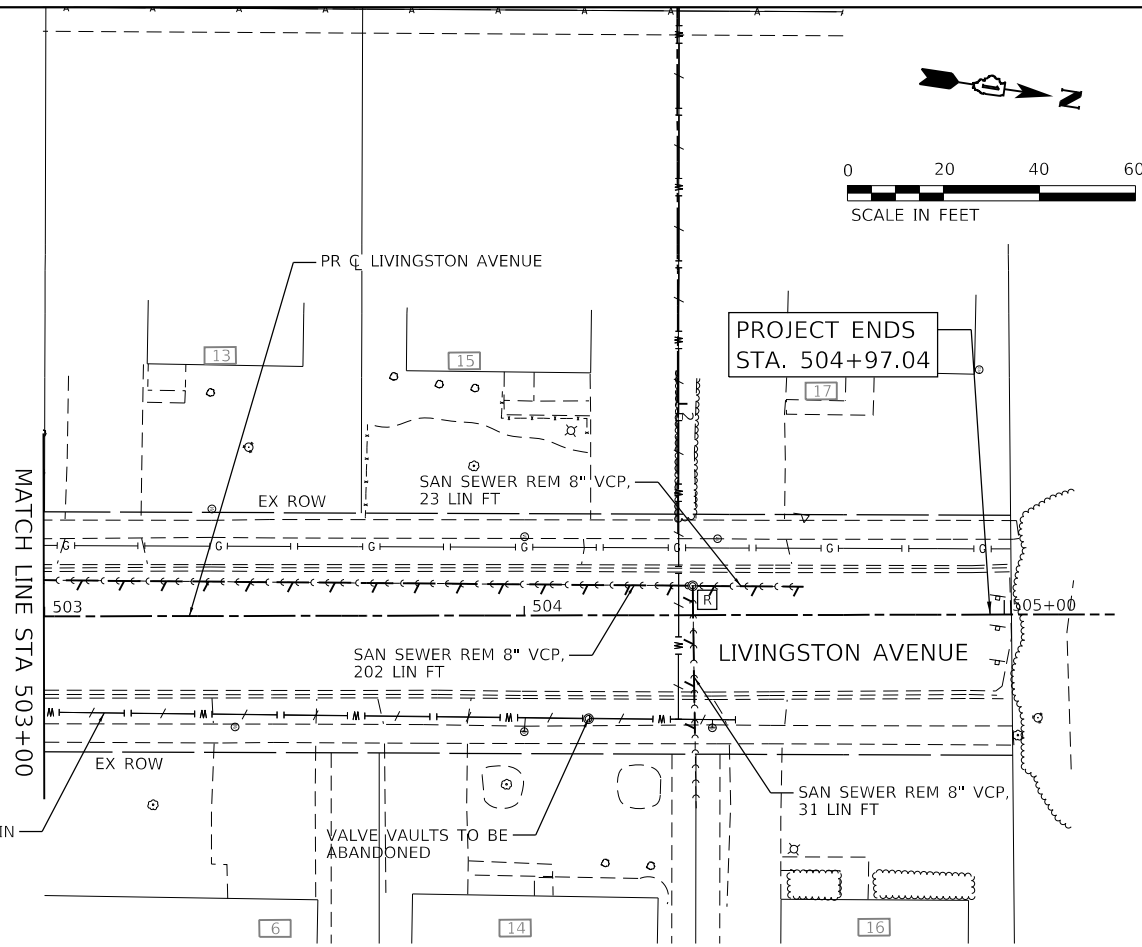 N
0 20 40 60
SCALE IN FEET
PR ℄ LIVINGSTON AVENUE
PROJECT ENDS
STA. 504+97.04
13
15
17
SAN SEWER REM 8" VCP,
23 LIN FT
EX ROW
G G G G G G G
503
504
505+00
R
MATCH LINE STA 503+00
SAN SEWER REM 8" VCP,
202 LIN FT
LIVINGSTON AVENUE
EX ROW
SAN SEWER REM 8" VCP,
31 LIN FT
IN
VALVE VAULTS TO BE
ABANDONED
6
14
16